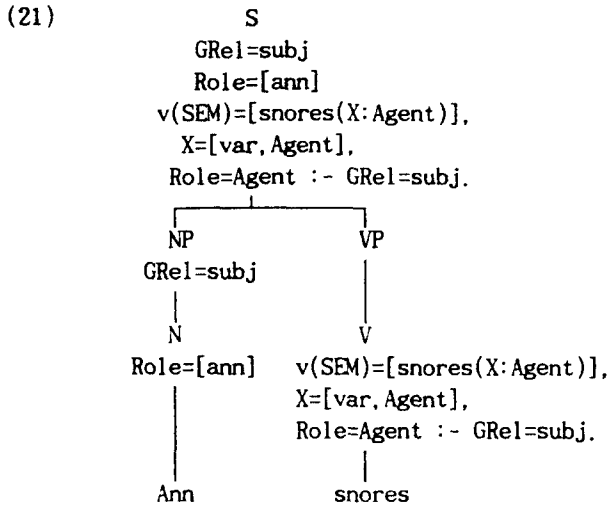 (21) S
GRel=subj
Role=[ann]
v(SEM)=[snores(X:Agent)],
X=[var,Agent],
Role=Agent :- GRel=subj.
NP VP
GRel=subj
N V
Role=[ann] v(SEM)=[snores(X:Agent)],
X=[var,Agent],
Role=Agent :- GRel=subj.
Ann snores